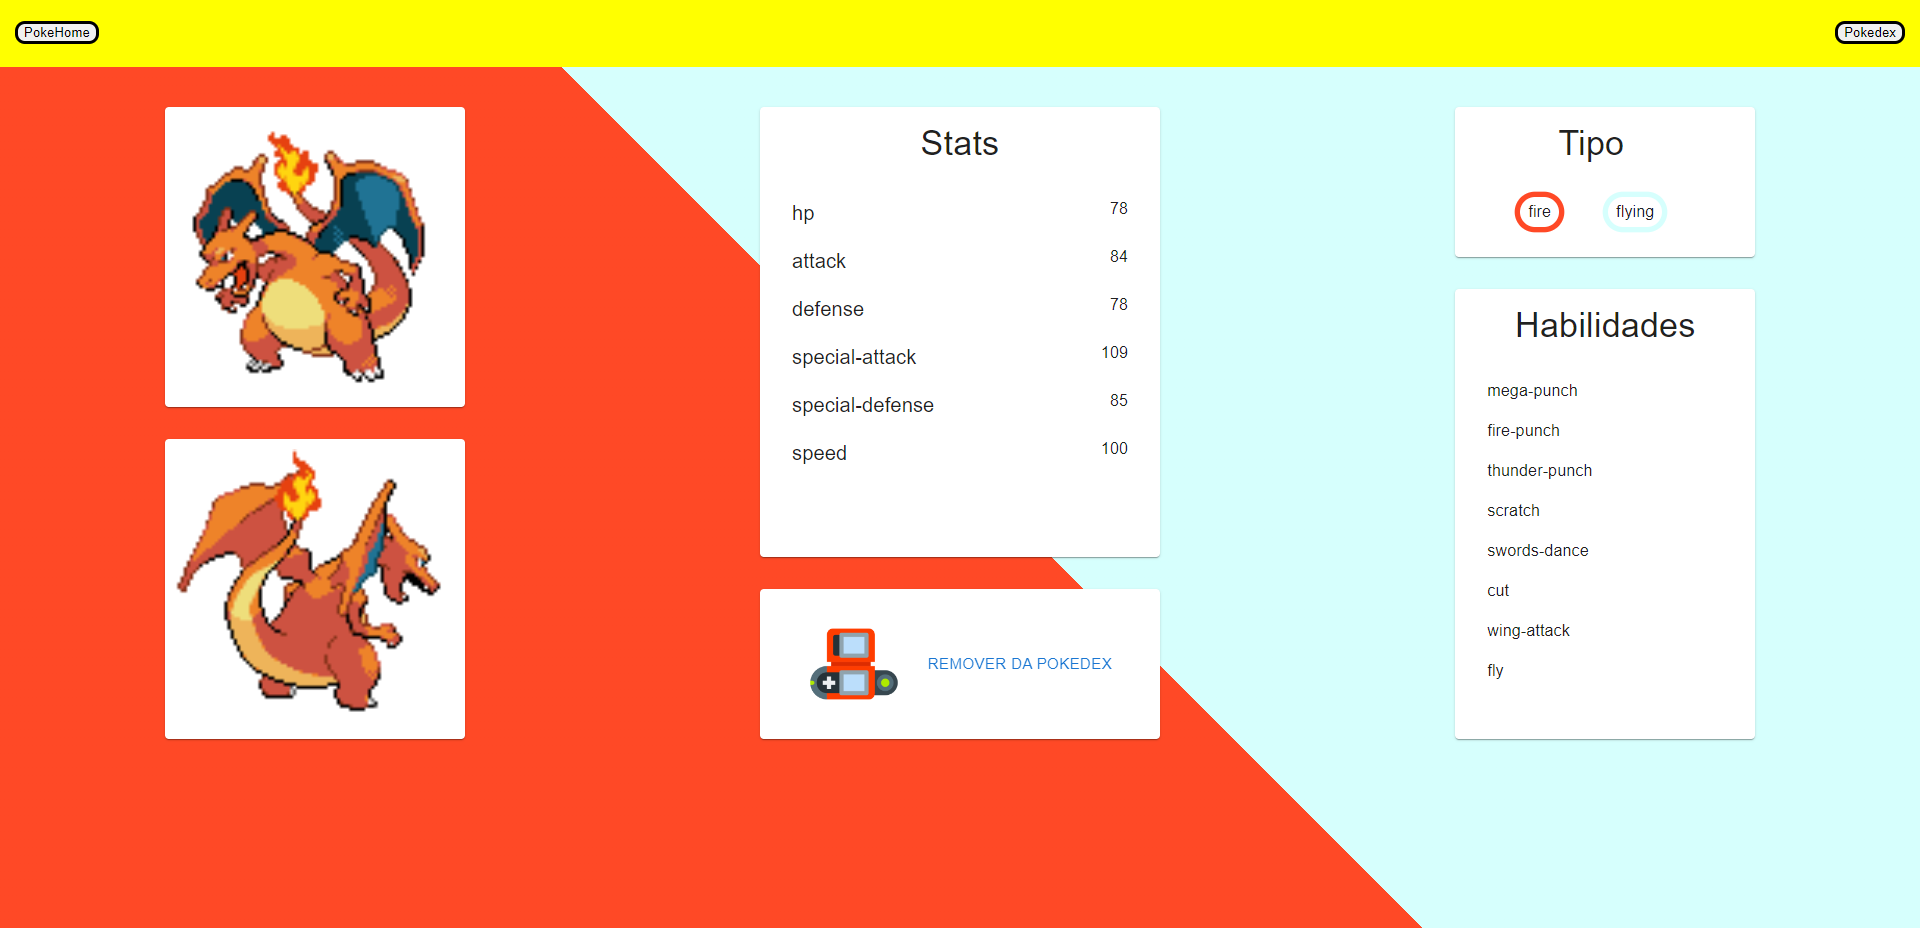 PokeHome
Pokedex
Stats
hp 78
attack 84
defense 78
special-attack 109
special-defense 85
speed 100
REMOVER DA POKEDEX
Tipo
fire flying
Habilidades
mega-punch
fire-punch
thunder-punch
scratch
swords-dance
cut
wing-attack
fly